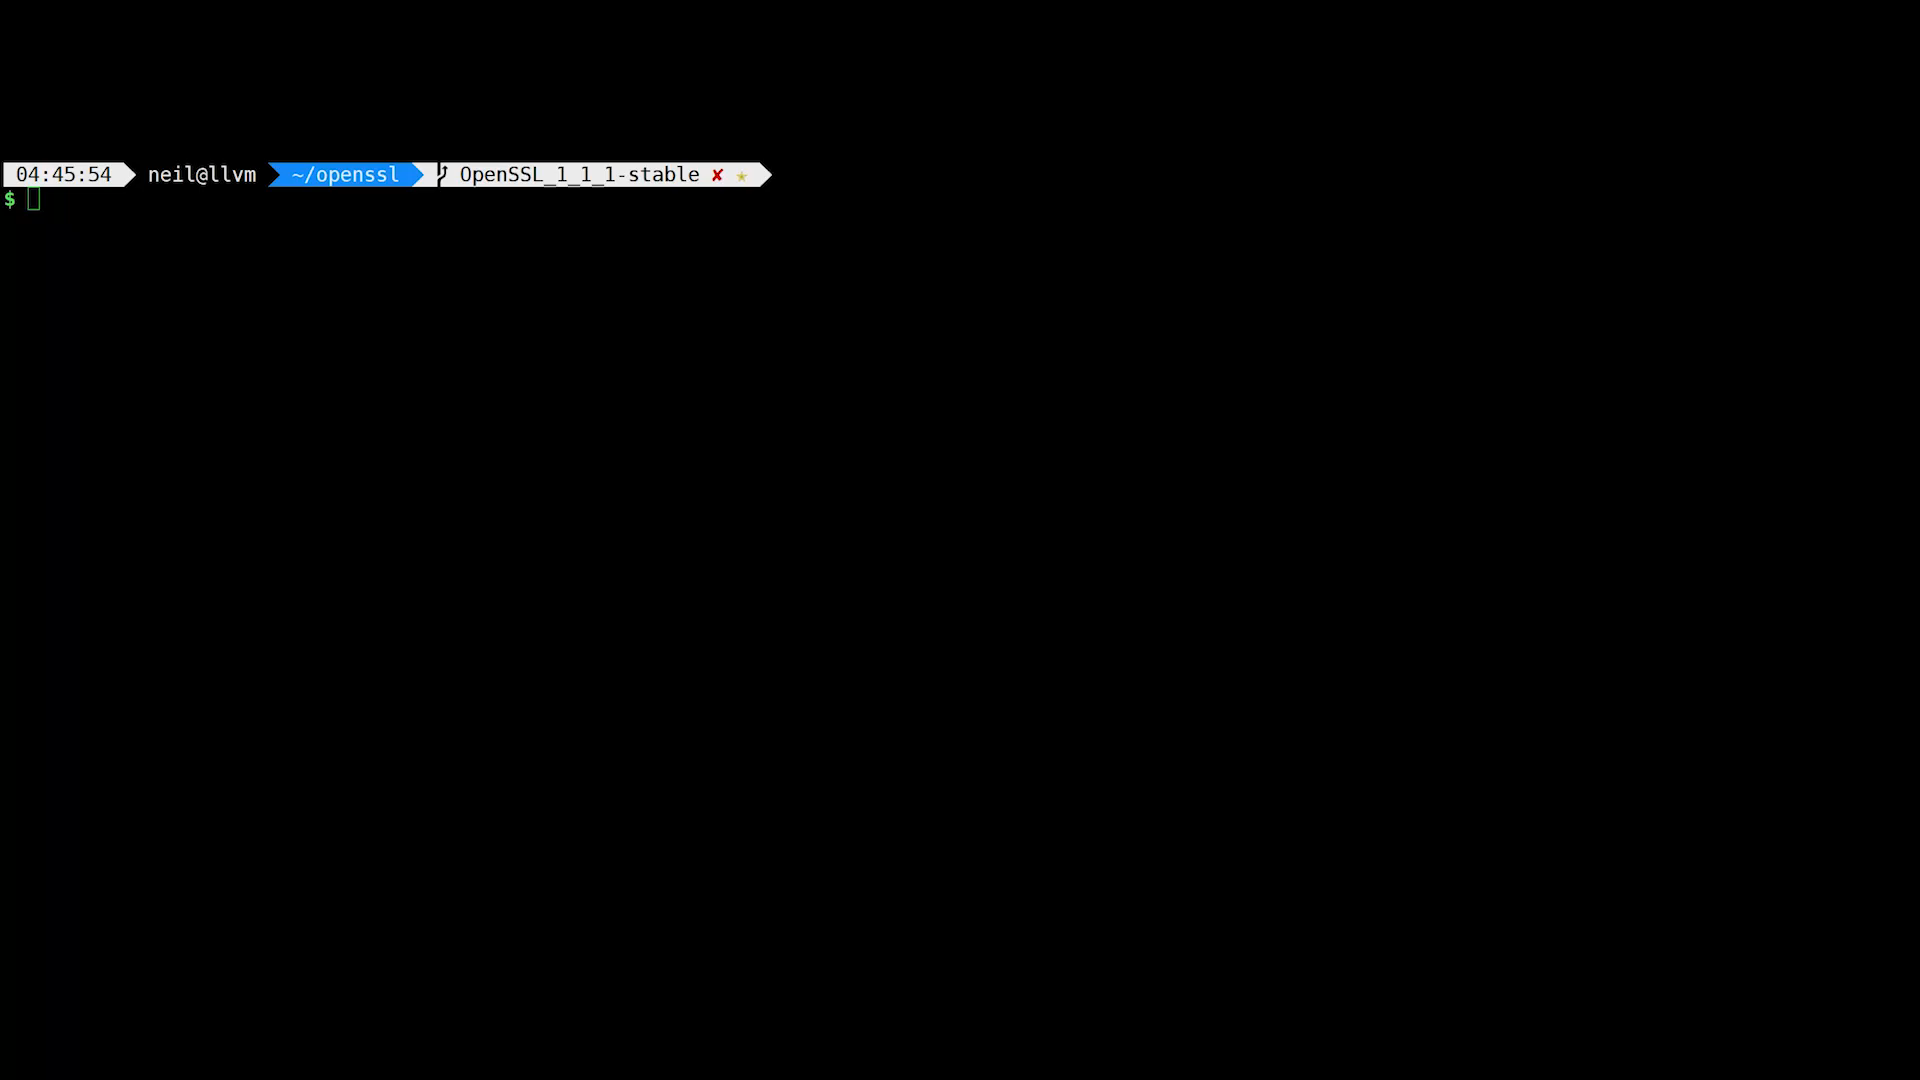 04:45:54 neil@llvm ~/openssl OpenSSL_1_1_1-stable ✘ ★
$